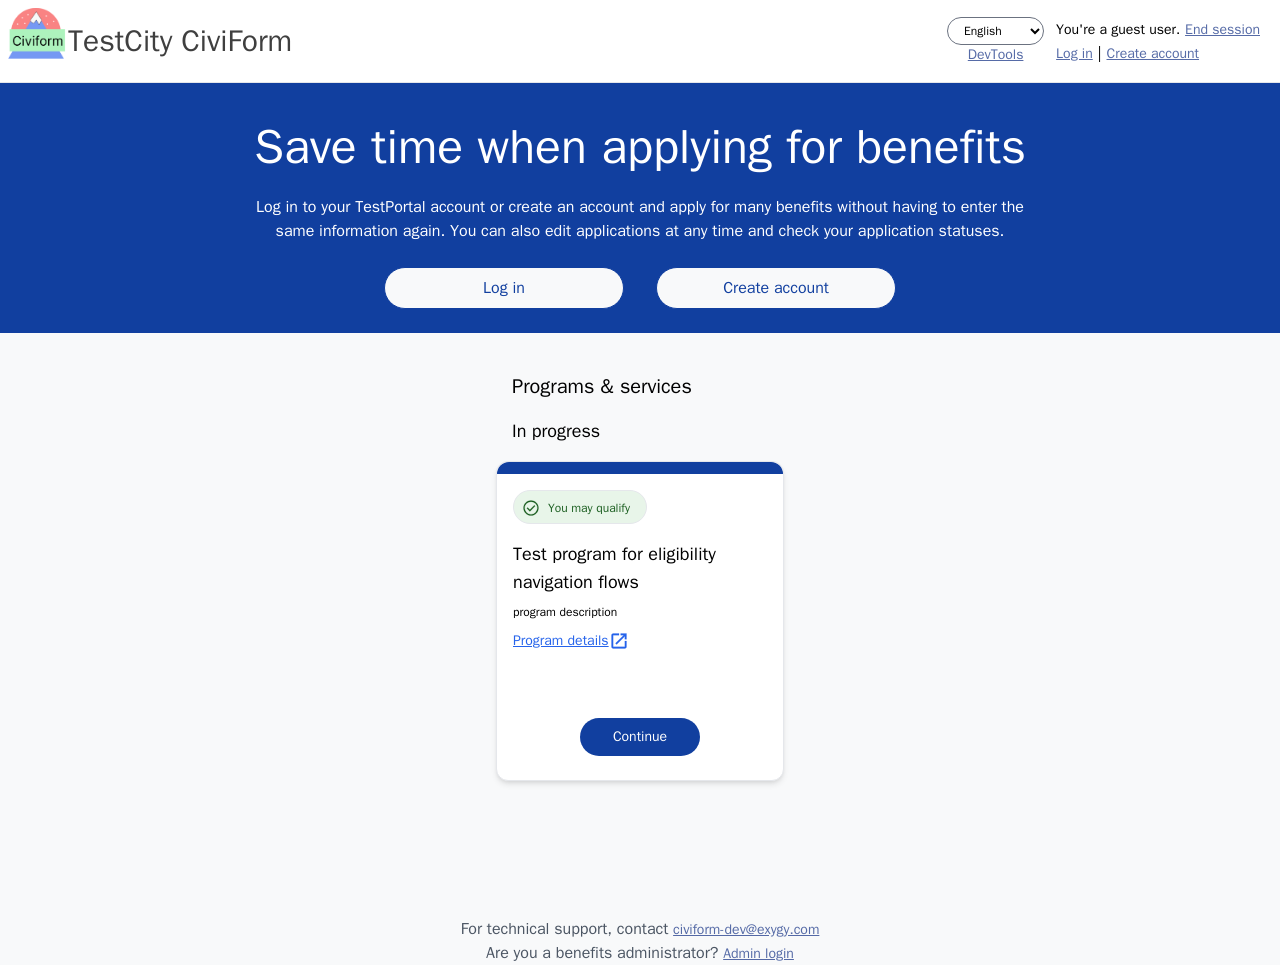 Civiform
TestCity CiviForm
English
DevTools
You're a guest user. End session
Log in | Create account
Save time when applying for benefits
Log in to your TestPortal account or create an account and apply for many benefits without having to enter the
same information again. You can also edit applications at any time and check your application statuses.
Log in
Create account
Programs & services
In progress
You may qualify
Test program for eligibility
navigation flows
program description
Program details
Continue
For technical support, contact civiform-dev@exygy.com
Are you a benefits administrator? Admin login